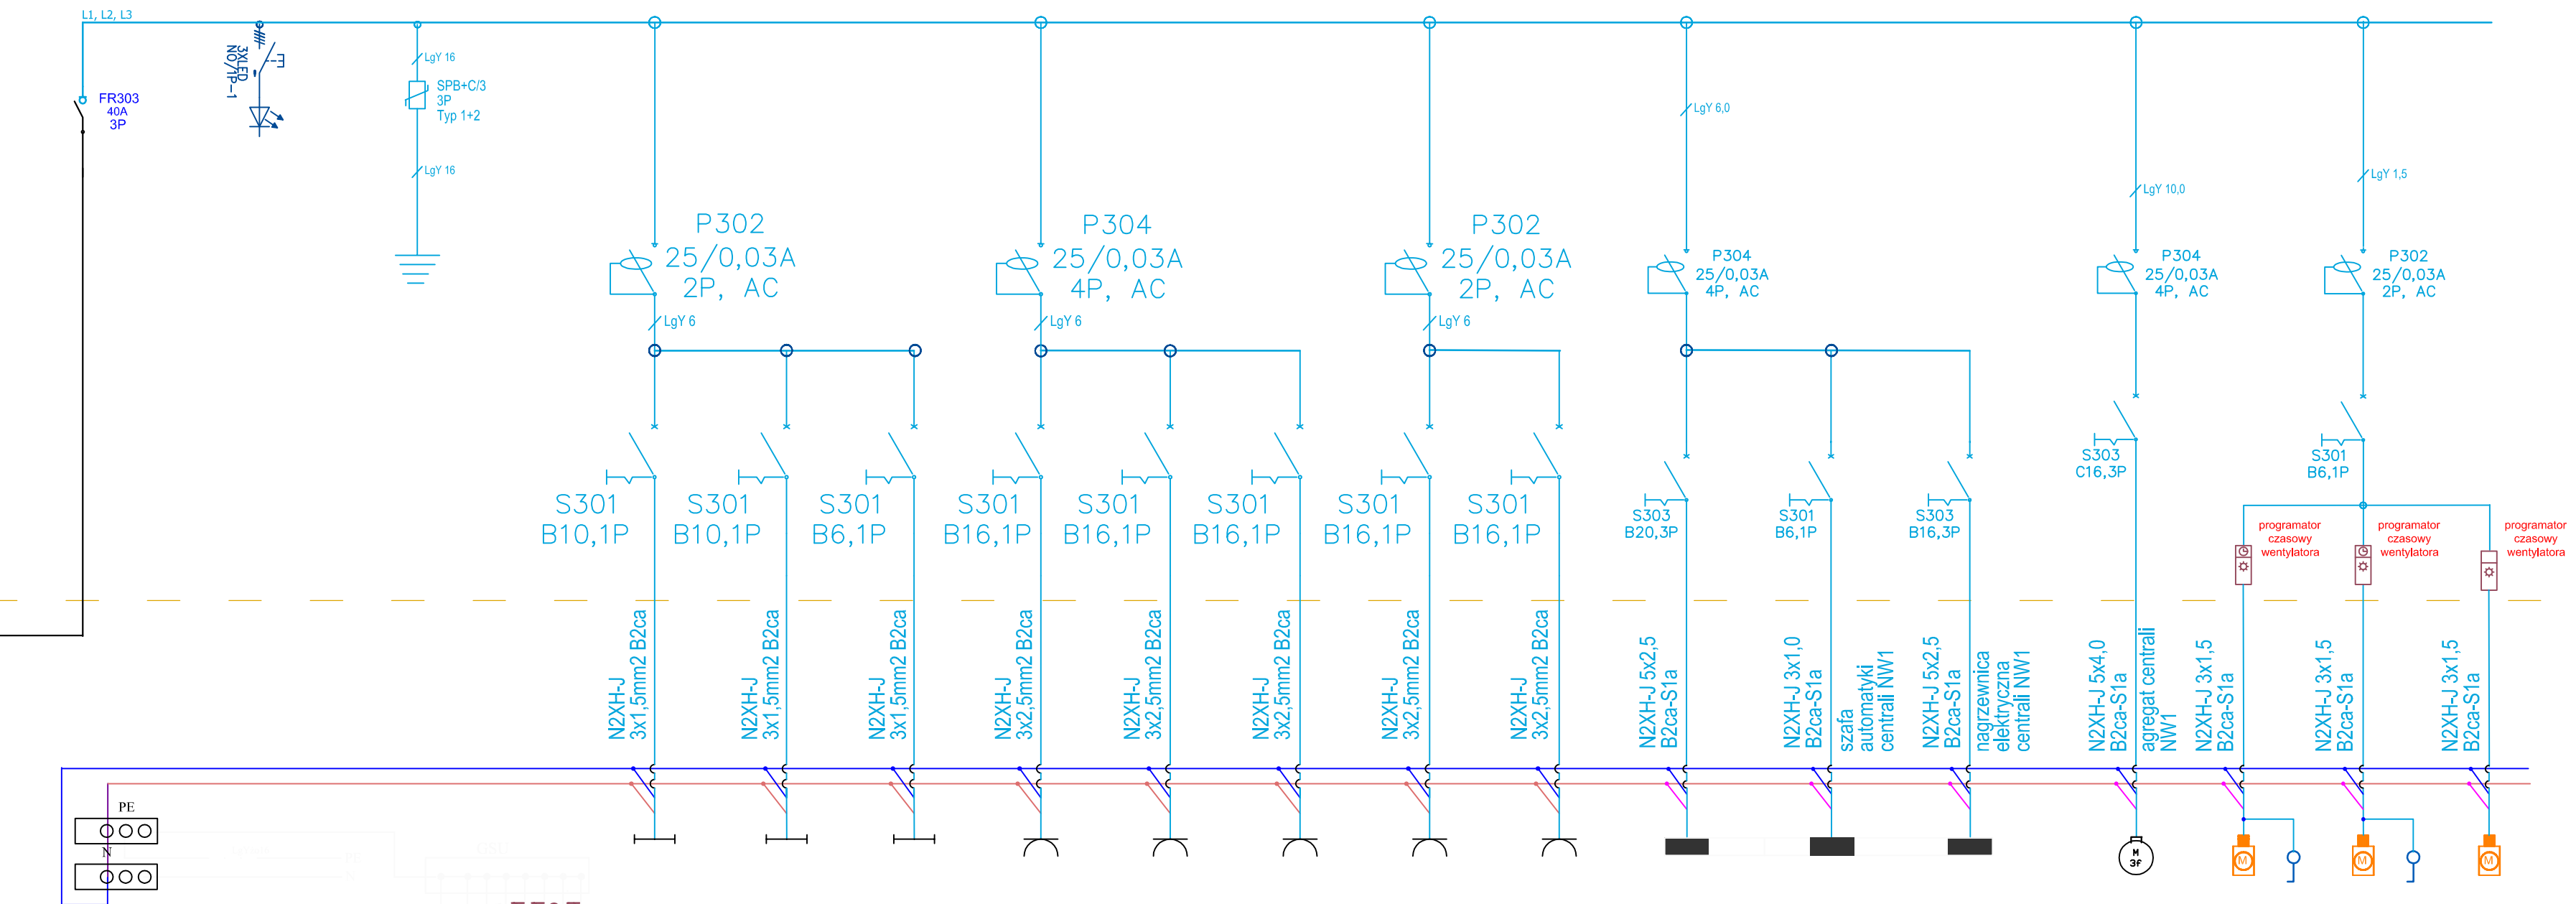 L1, L2, L3
FR303
40A
3P
3XLED
NO/1P-1
LgY 16
SPB+C/3
3P
Typ 1+2
LgY 16
P302
25/0,03A
2P, AC
LgY 6
P304
25/0,03A
4P, AC
LgY 6
P302
25/0,03A
2P, AC
LgY 6
LgY 6,0
P304
25/0,03A
4P, AC
LgY 10,0
P304
25/0,03A
4P, AC
LgY 1,5
P302
25/0,03A
2P, AC
S301
B10,1P
S301
B10,1P
S301
B6,1P
S301
B16,1P
S301
B16,1P
S301
B16,1P
S301
B16,1P
S301
B16,1P
S303
B20,3P
S301
B6,1P
S303
B16,3P
S303
C16,3P
S301
B6,1P
programator
czasowy
wentylatora
programator
czasowy
wentylatora
programator
czasowy
wentylatora
N2XH-J
3x1,5mm2 B2ca
N2XH-J
3x1,5mm2 B2ca
N2XH-J
3x1,5mm2 B2ca
N2XH-J
3x2,5mm2 B2ca
N2XH-J
3x2,5mm2 B2ca
N2XH-J
3x2,5mm2 B2ca
N2XH-J
3x2,5mm2 B2ca
N2XH-J
3x2,5mm2 B2ca
N2XH-J 5x2,5
B2ca-S1a
N2XH-J 3x1,0
B2ca-S1a
szafa
automatyki
centrali NW1
N2XH-J 5x2,5
B2ca-S1a
nagrzewnica
elektryczna
centrali NW1
N2XH-J 5x4,0
B2ca-S1a
agregat centrali
NW1
N2XH-J 3x1,5
B2ca-S1a
N2XH-J 3x1,5
B2ca-S1a
N2XH-J 3x1,5
B2ca-S1a
PE
N
M
3f
M
M
M